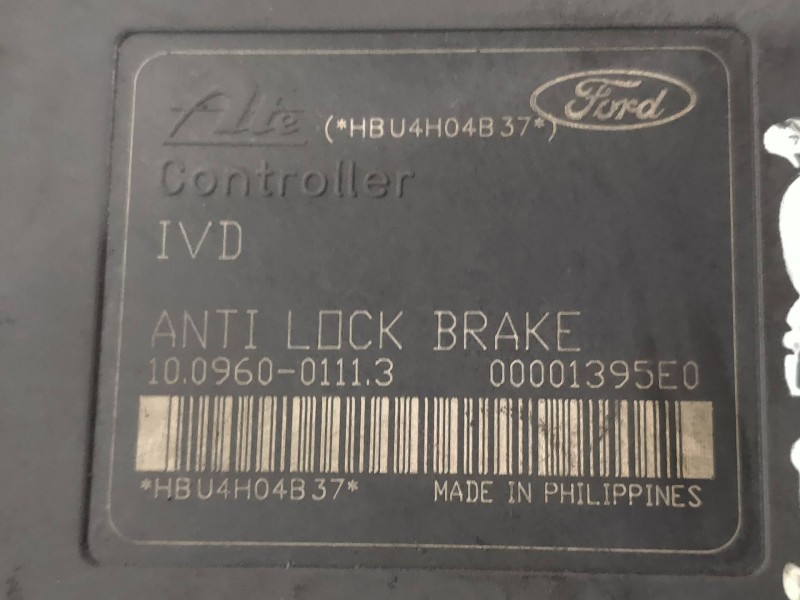 Ate (*HBU4H04B37*) Ford
Controller
IVD
ANTI LOCK BRAKE
10.0960-0111.3 00001395E0
*HBU4H04B37* MADE IN PHILIPPINES